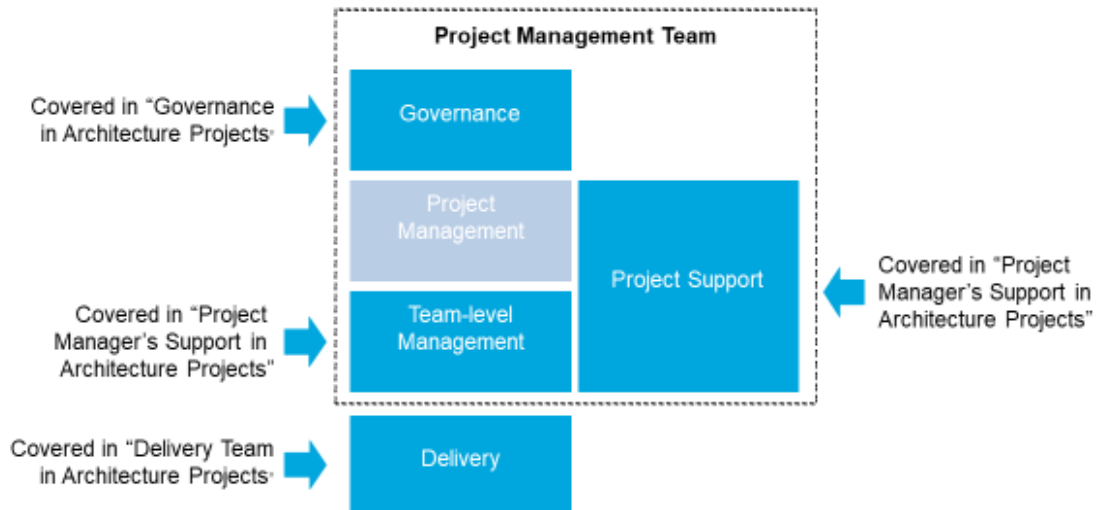 Project Management Team
Covered in “Governance
in Architecture Projects”
Governance
Project
Management
Project Support
Covered in “Project
Manager’s Support in
Architecture Projects”
Covered in “Project
Manager’s Support in
Architecture Projects”
Team-level
Management
Covered in “Delivery Team
in Architecture Projects”
Delivery